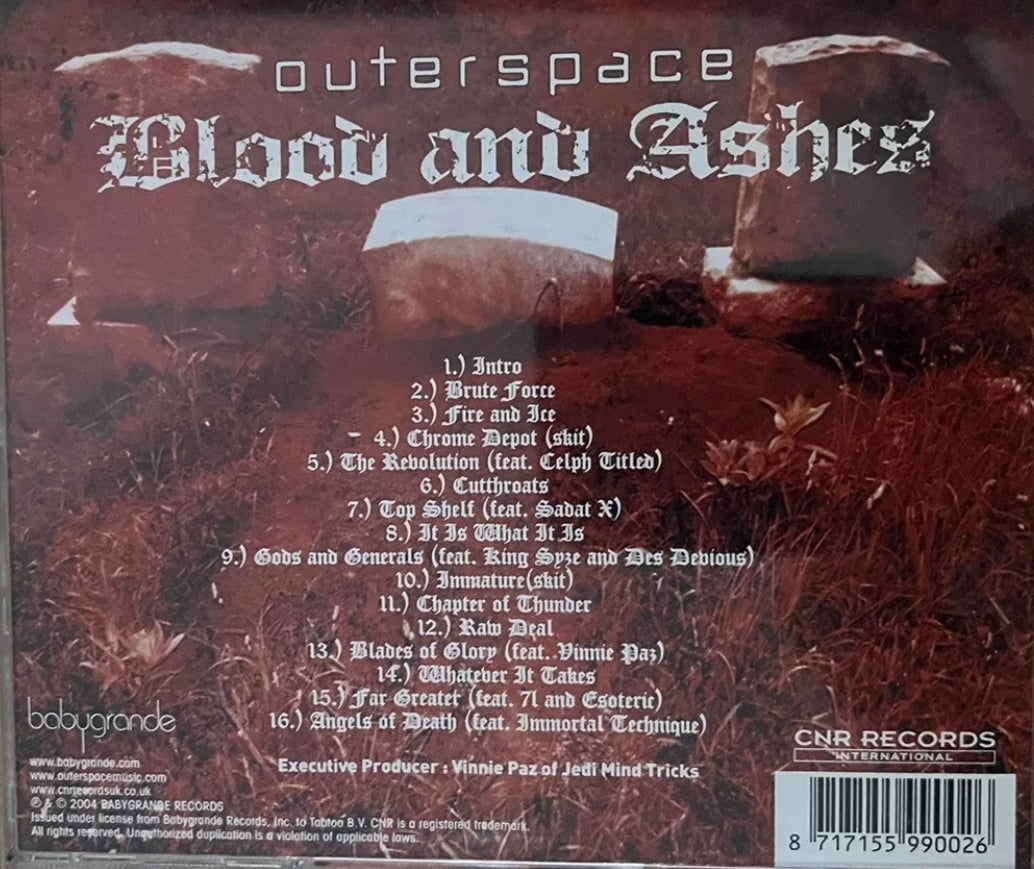 outerspace
Blood and Ashes
1.) Intro
2.) Brute Force
3.) Fire and Ice
4.) Chrome Depot (skit)
5.) The Revolution (feat. Celph Titled)
6.) Cutthroats
7.) Top Shelf (feat. Sadat X)
8.) It Is What It Is
9.) Gods and Generals (feat. King Syze and Des Devious)
10.) Immature(skit)
11.) Chapter of Thunder
12.) Raw Deal
13.) Blades of Glory (feat. Vinnie Paz)
14.) Whatever It Takes
15.) Far Greater (feat. 7l and Esoteric)
16.) Angels of Death (feat. Immortal Technique)
Executive Producer : Vinnie Paz of Jedi Mind Tricks
babygrande
www.babygrande.com
www.outerspacemusic.com
www.cnrrecordsuk.co.uk
℗ & © 2004 BABYGRANDE RECORDS
Issued under license from Babygrande Records, Inc. to Tabtoo B.V. CNR is a registered trademark.
All rights reserved. Unauthorized duplication is a violation of applicable laws.
CNR RECORDS
INTERNATIONAL
8 717155 990026